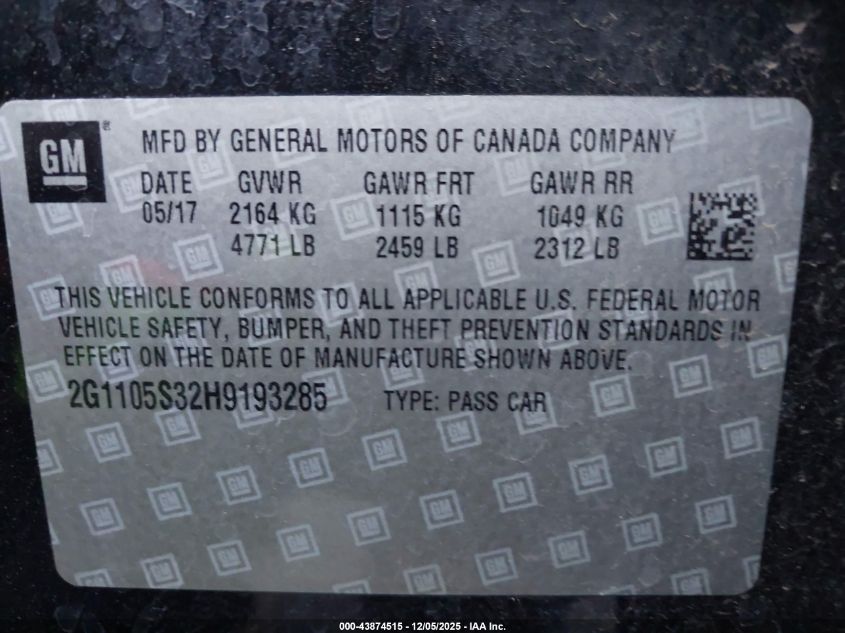 GM ®
MFD BY GENERAL MOTORS OF CANADA COMPANY
DATE GVWR GAWR FRT GAWR RR
05/17 2164 KG 1115 KG 1049 KG
4771 LB 2459 LB 2312 LB
THIS VEHICLE CONFORMS TO ALL APPLICABLE U.S. FEDERAL MOTOR
VEHICLE SAFETY, BUMPER, AND THEFT PREVENTION STANDARDS IN
EFFECT ON THE DATE OF MANUFACTURE SHOWN ABOVE.
2G1105S32H9193285 TYPE: PASS CAR
000-43874515 - 12/05/2025 - IAA Inc.